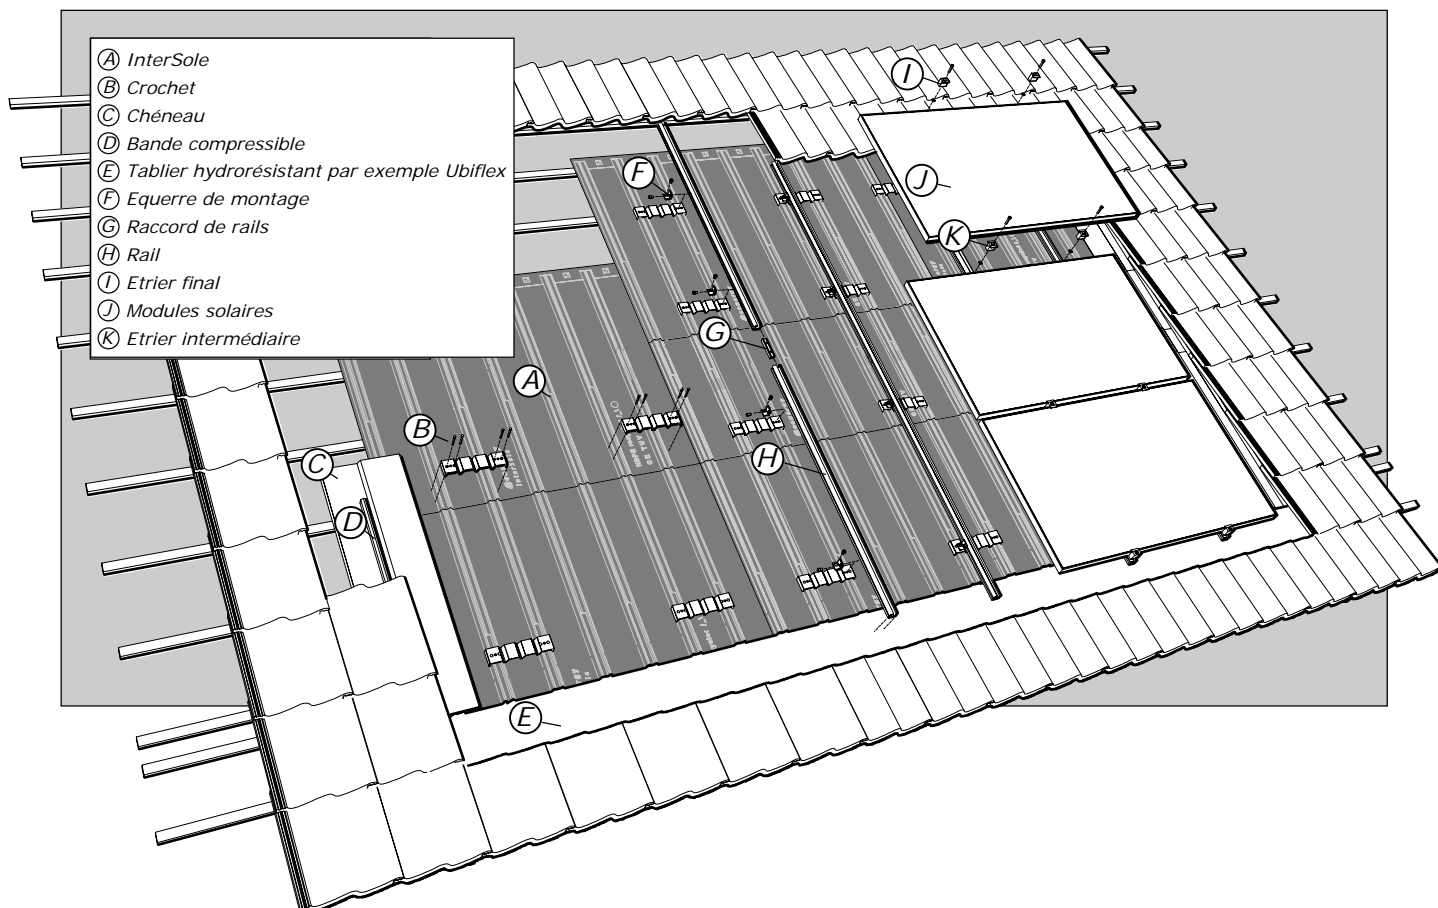 Ⓐ InterSole
Ⓑ Crochet
Ⓒ Chéneau
Ⓓ Bande compressible
Ⓔ Tablier hydrorésistant par exemple Ubiflex
Ⓕ Equerre de montage
Ⓖ Raccord de rails
Ⓗ Rail
Ⓘ Etrier final
Ⓙ Modules solaires
Ⓚ Etrier intermédiaire
I
F
J
K
G
A
B
H
C
D
E